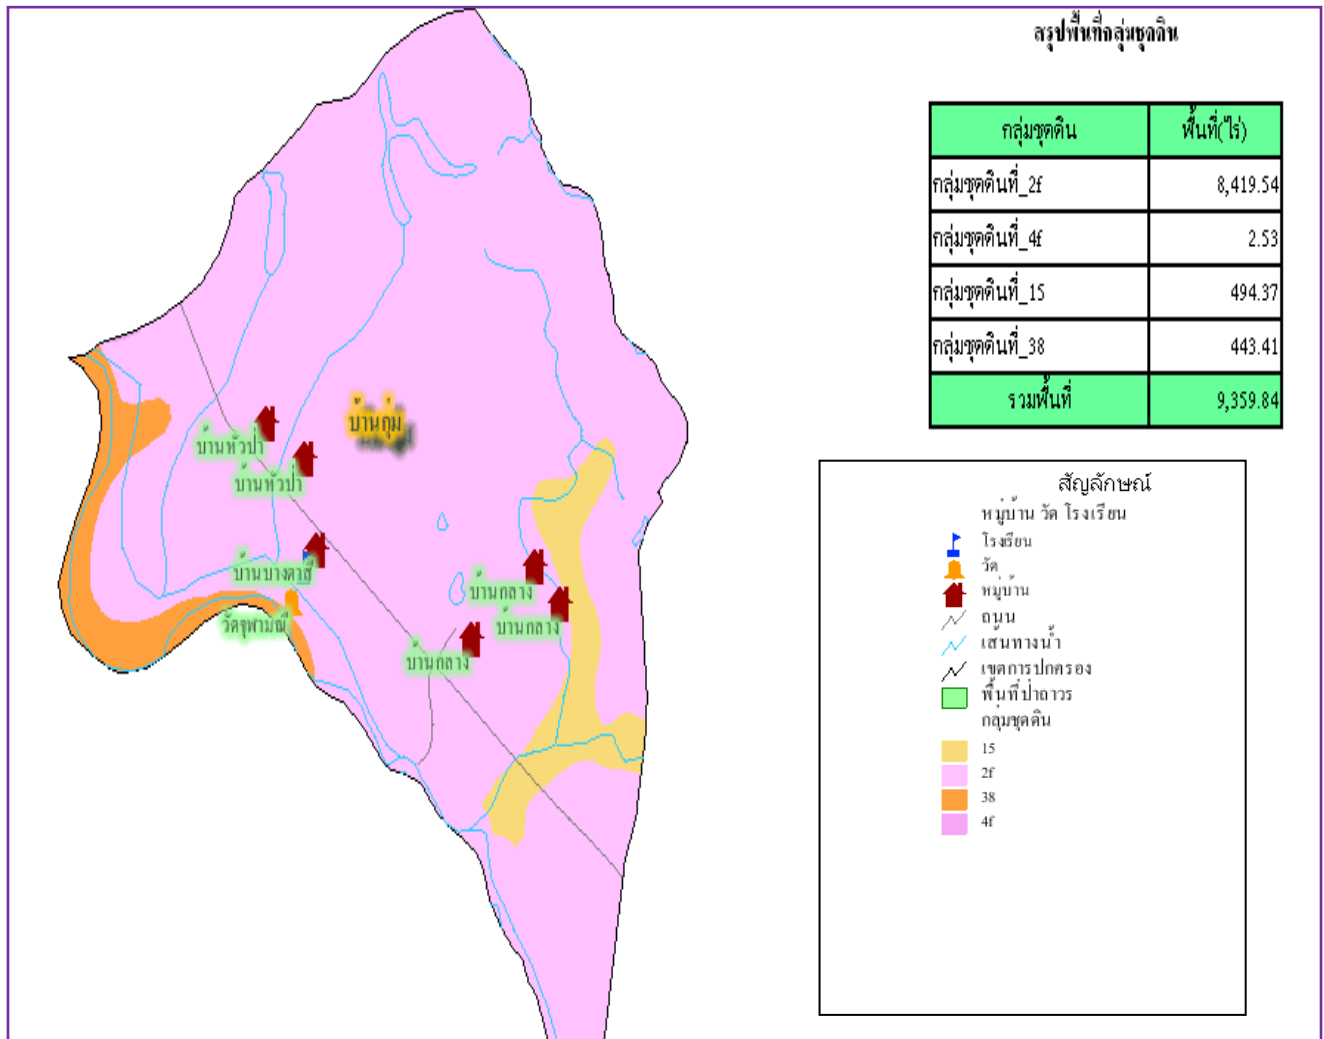 สรุปพื้นที่กลุ่มชุดดิน
กลุ่มชุดดิน พื้นที่(ไร่)
กลุ่มชุดดินที่_2f 8,419.54
กลุ่มชุดดินที่_4f 2.53
กลุ่มชุดดินที่_15 494.37
กลุ่มชุดดินที่_38 443.41
รวมพื้นที่ 9,359.84
บ้านกุ่ม
บ้านหัวป่า
บ้านหัวป่า
บ้านบางตาสี
บ้านกลาง
บ้านกลาง
วัดจุฬามณี
บ้านกลาง
สัญลักษณ์
หมู่บ้าน วัด โรงเรียน
โรงเรียน
วัด
หมู่บ้าน
ถนน
เส้นทางน้ำ
เขตการปกครอง
พื้นที่ป่าถาวร
กลุ่มชุดดิน
15
2f
38
4f